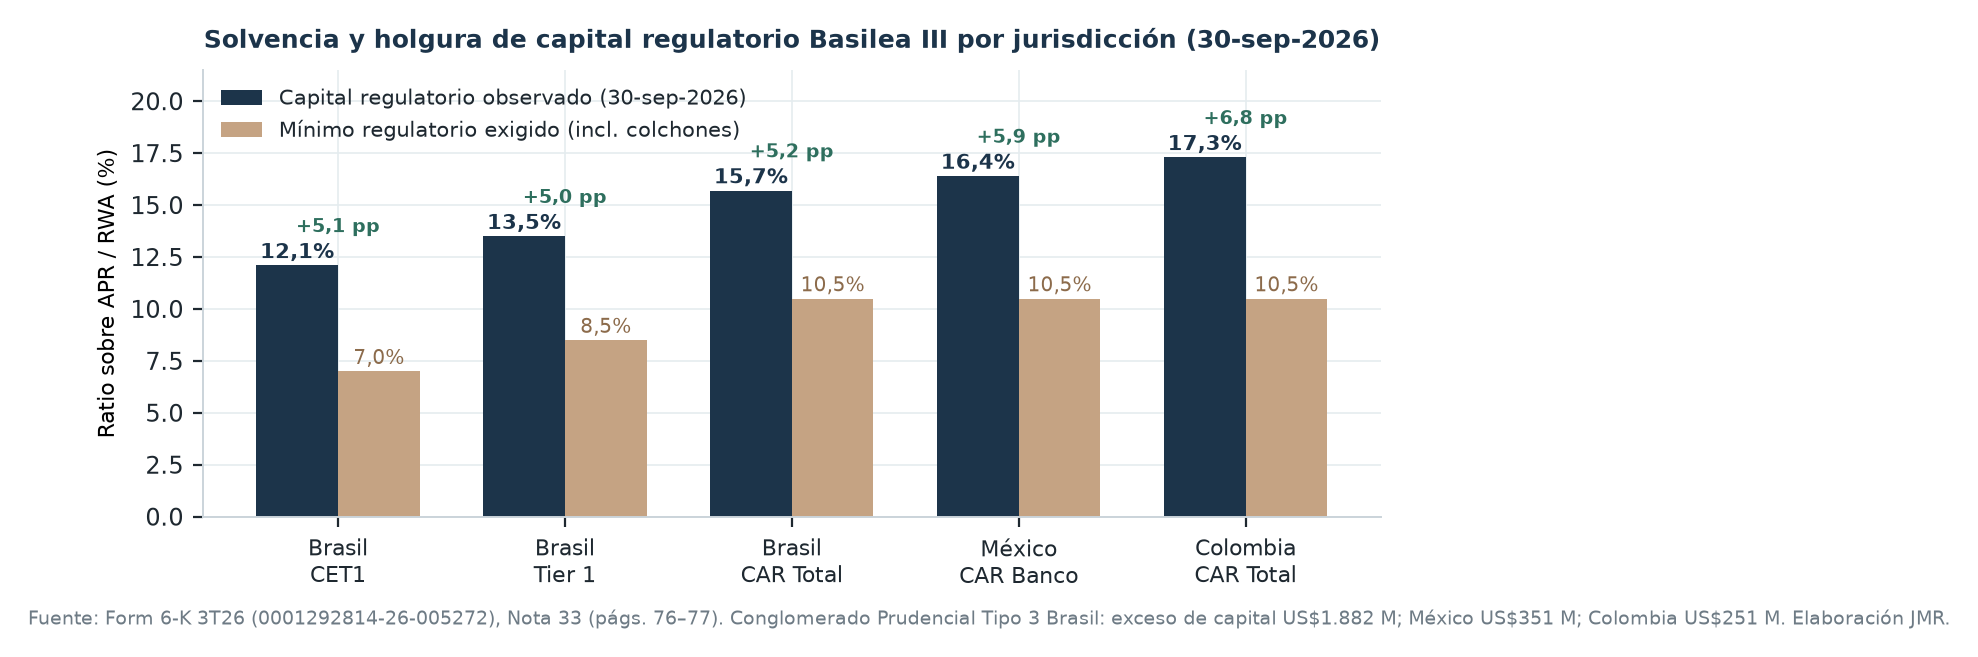 Solvencia y holgura de capital regulatorio Basilea III por jurisdicción (30-sep-2026)
Capital regulatorio observado (30-sep-2026)
Mínimo regulatorio exigido (incl. colchones)
Ratio sobre APR / RWA (%)
20.0
17.5
15.0
12.5
10.0
7.5
5.0
2.5
0.0
+5,1 pp
12,1%
7,0%
+5,0 pp
13,5%
8,5%
+5,2 pp
15,7%
10,5%
+5,9 pp
16,4%
10,5%
+6,8 pp
17,3%
10,5%
Brasil
CET1
Brasil
Tier 1
Brasil
CAR Total
México
CAR Banco
Colombia
CAR Total
Fuente: Form 6-K 3T26 (0001292814-26-005272), Nota 33 (págs. 76–77). Conglomerado Prudencial Tipo 3 Brasil: exceso de capital US$1.882 M; México US$351 M; Colombia US$251 M. Elaboración JMR.